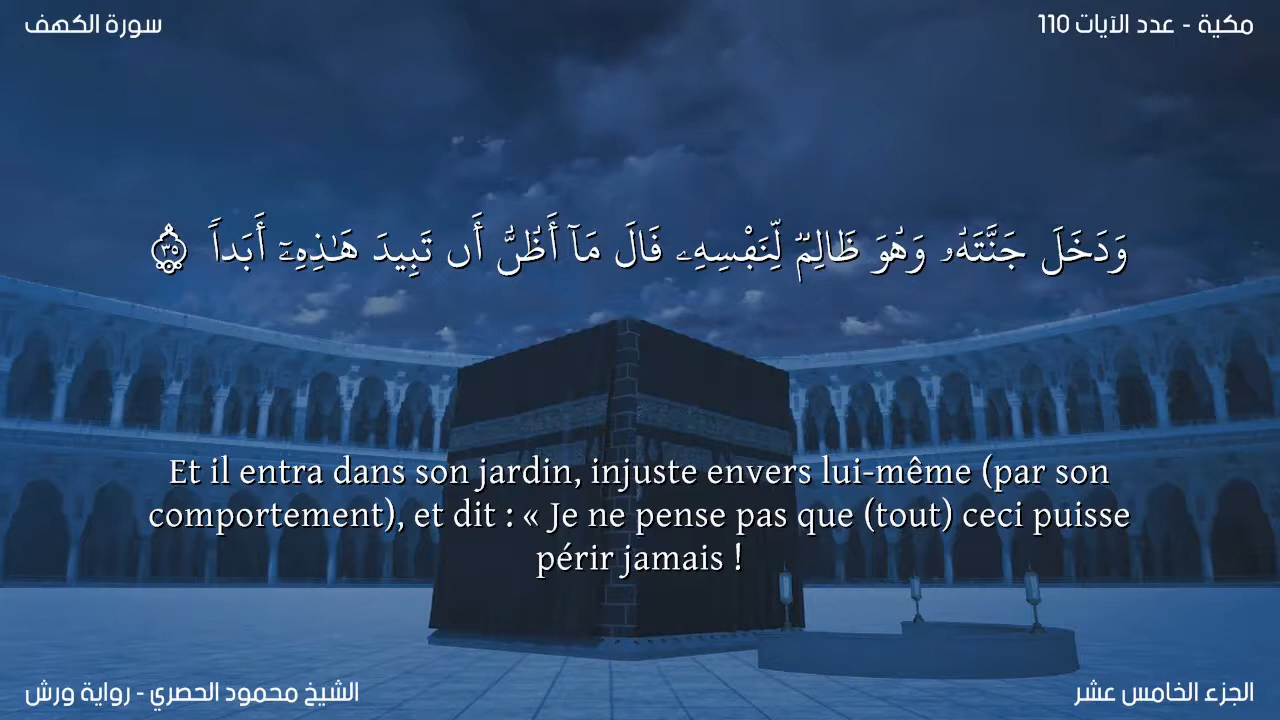 سورة الكهف
مكية - عدد الآيات 110
وَدَخَلَ جَنَّتَهُۥ وَهُوَ ظَالِمٌ لِّنَفْسِهِۦ قَالَ مَآ أَظُنُّ أَن تَبِيدَ هَٰذِهِۦٓ أَبَداٗ ٣٥
Et il entra dans son jardin, injuste envers lui-même (par son
comportement), et dit : « Je ne pense pas que (tout) ceci puisse
périr jamais !
الشيخ محمود الحصري - رواية ورش
الجزء الخامس عشر